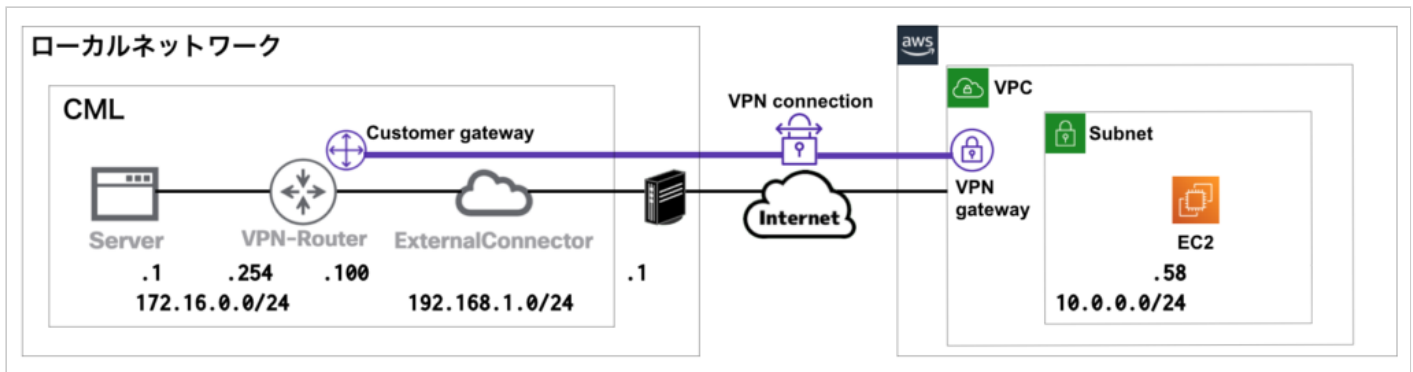 ローカルネットワーク
aws
CML
VPN connection
VPC
Customer gateway
Subnet
Server
VPN-Router
ExternalConnector
Internet
VPN
gateway
EC2
.1
.254
.100
.1
.58
172.16.0.0/24
192.168.1.0/24
10.0.0.0/24